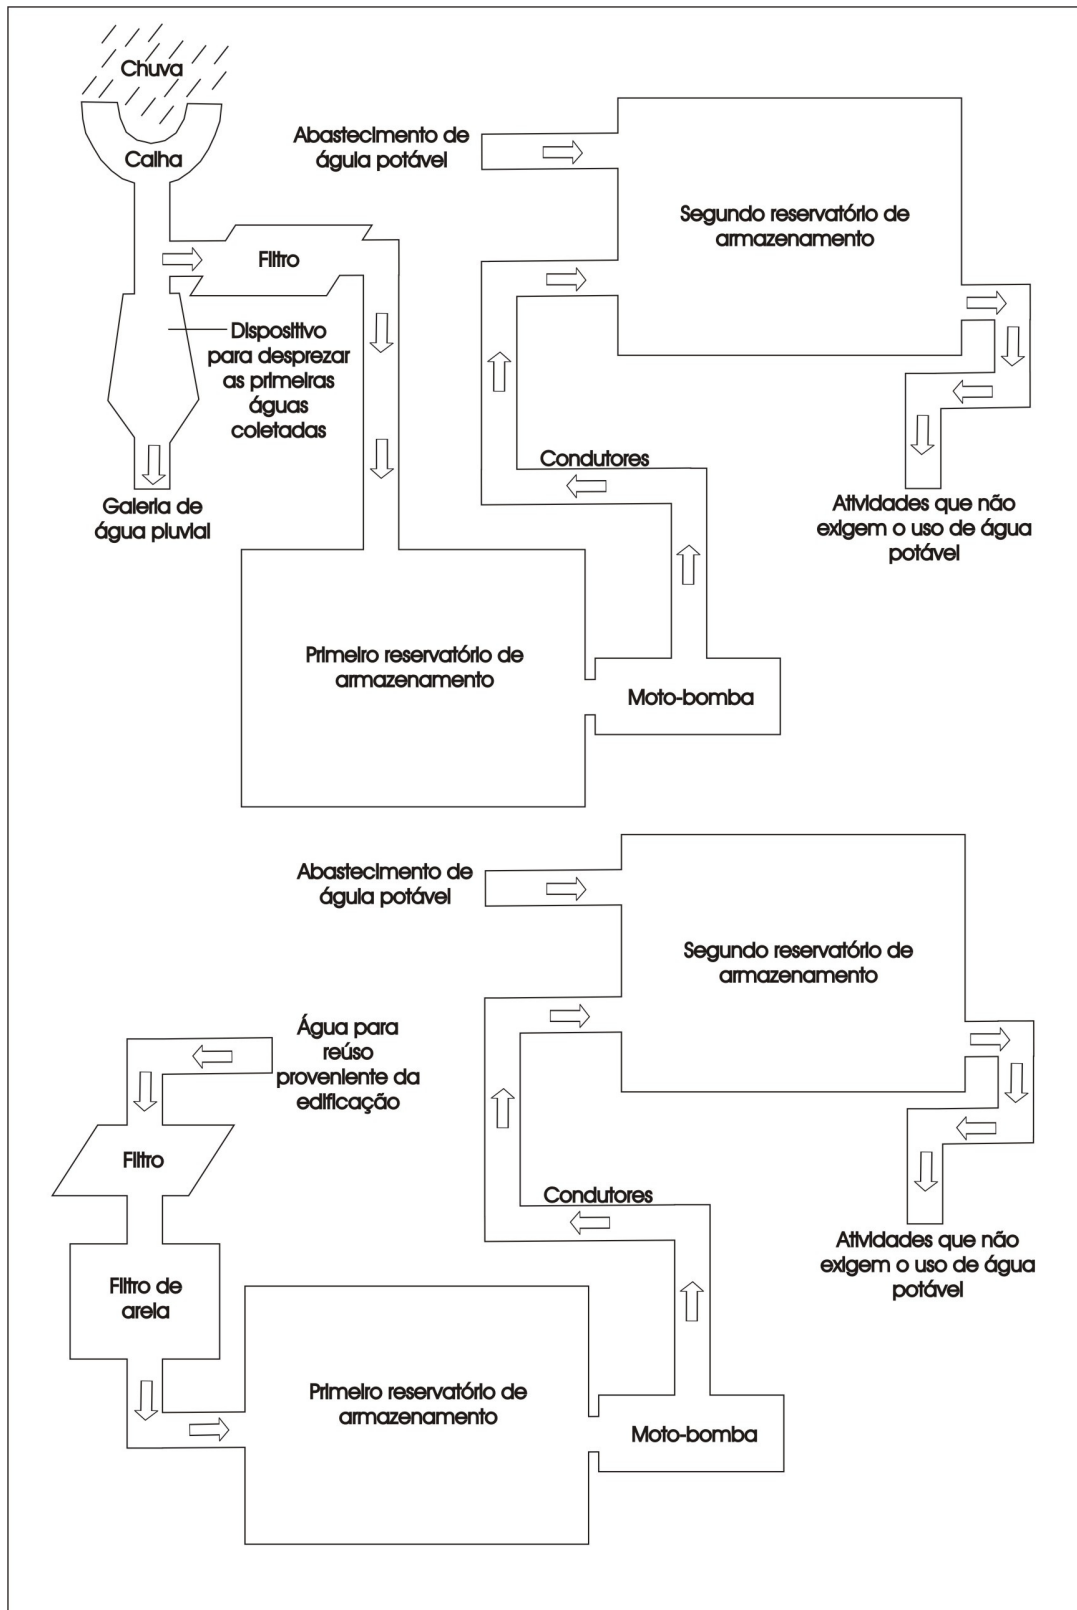 Chuva
Calha
Abastecimento de
águia potável
Segundo reservatório de
armazenamento
Filtro
Dispositivo
para desprezar
as primeiras
águas
coletadas
Condutores
Galeria de
água pluvial
Atividades que não
exigem o uso de água
potável
Primeiro reservatório de
armazenamento
Moto-bomba
Abastecimento de
águia potável
Segundo reservatório de
armazenamento
Água para
reúso
proveniente da
edificação
Filtro
Condutores
Atividades que não
exigem o uso de água
potável
Filtro de
areia
Primeiro reservatório de
armazenamento
Moto-bomba